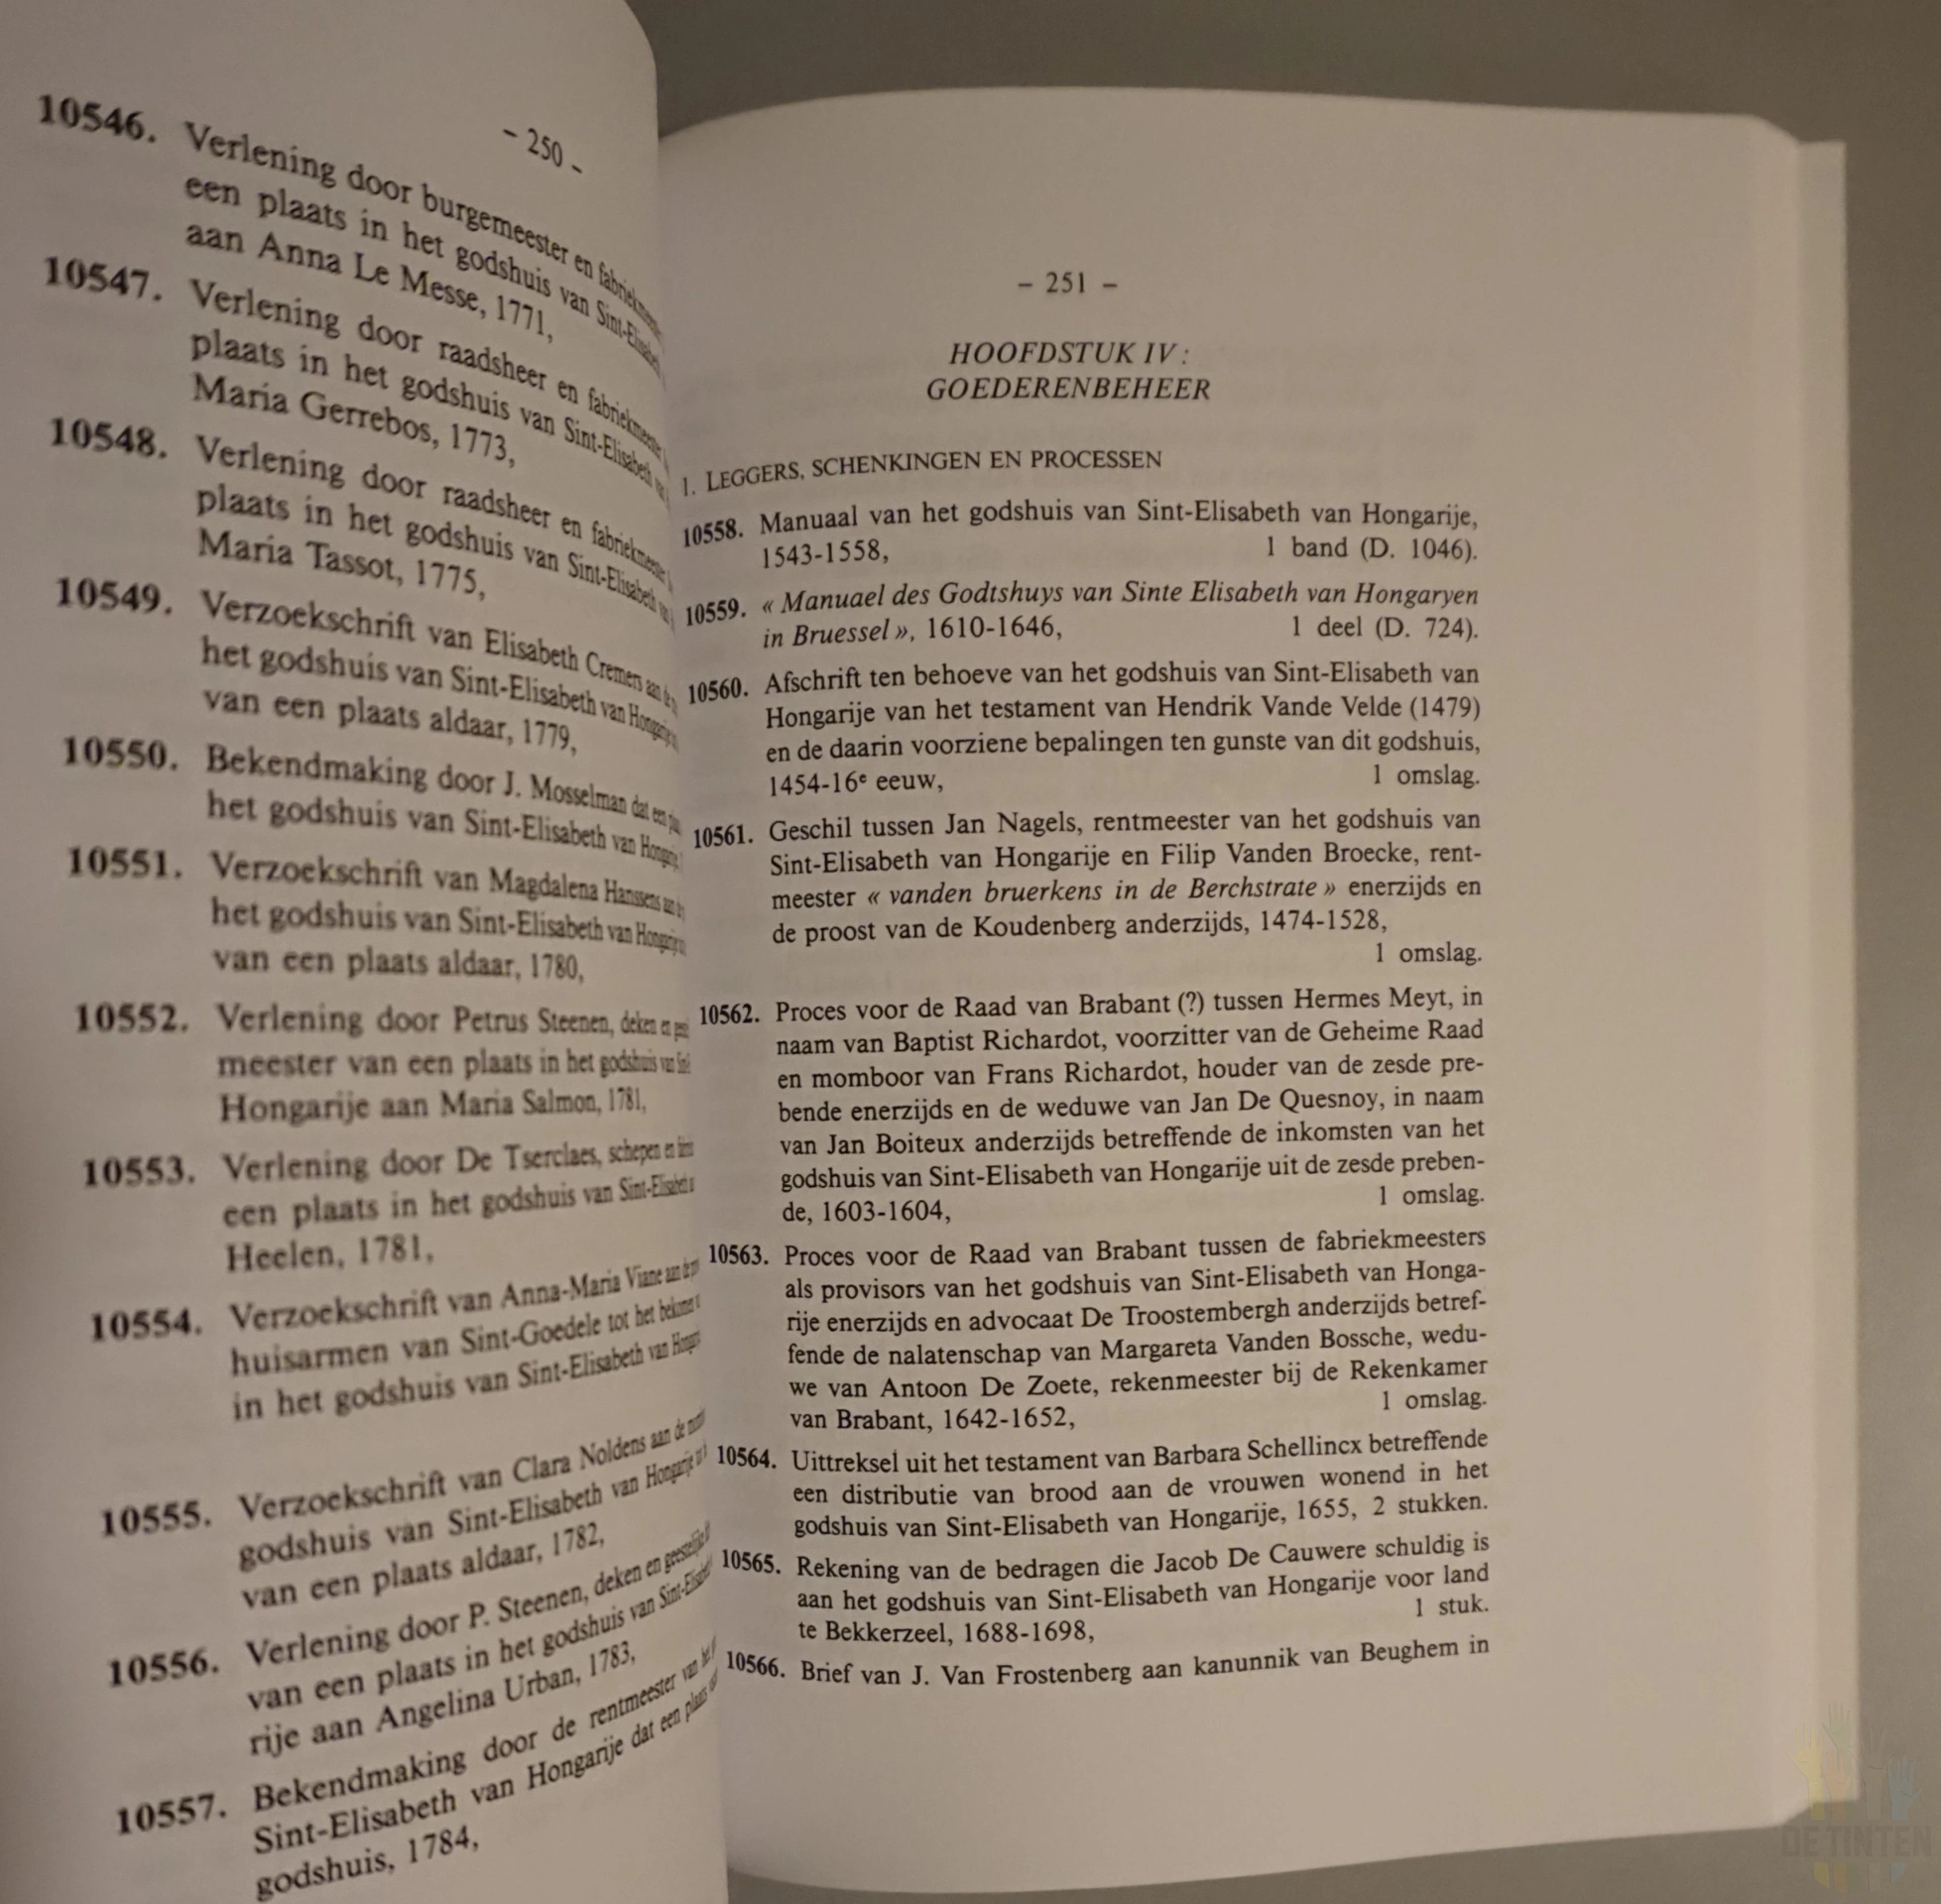 – 250 –
10546. Verlening door burgemeester en
een plaats in het godshuis van
aan Anna Le Messe, 1771,
10547. Verlening door raadsheer en
plaats in het godshuis van Sint-Elisabeth
Maria Gerrebos, 1773,
10548. Verlening door raadsheer en
plaats in het godshuis van Sint-Elisabeth
Maria Tassot, 1775,
10549. Verzoekschrift van Elisabeth Cremers aan
het godshuis van Sint-Elisabeth van
van een plaats aldaar, 1779,
10550. Bekendmaking door J. Mosselman dat een
het godshuis van Sint-Elisabeth van
10551. Verzoekschrift van Magdalena Hanssens
het godshuis van Sint-Elisabeth van
van een plaats aldaar, 1780,
10552. Verlening door Petrus Steenen, deken en
meester van een plaats in het godshuis van
Hongarije aan Maria Salmon, 1781,
10553. Verlening door De Tserclaes, schepen en
een plaats in het godshuis van
Heelen, 1781,
10554. Verzoekschrift van Anna-Maria Viane
huisarmen van Sint-Goedele tot het
in het godshuis van Sint-Elisabeth van
10555. Verzoekschrift van Clara Noldens aan de
godshuis van Sint-Elisabeth van Hongarije
van een plaats aldaar, 1782,
10556. Verlening door P. Steenen, deken en
van een plaats in het godshuis van
rije aan Angelina Urban, 1783,
10557. Bekendmaking door de rentmeester van
Sint-Elisabeth van Hongarije dat een plaats
godshuis, 1784,
– 251 –
HOOFDSTUK IV :
GOEDERENBEHEER
1. LEGGERS, SCHENKINGEN EN PROCESSEN
10558. Manuaal van het godshuis van Sint-Elisabeth van Hongarije,
1543-1558, 1 band (D. 1046).
10559. « Manuael des Godtshuys van Sinte Elisabeth van Hongaryen
in Bruessel », 1610-1646, 1 deel (D. 724).
10560. Afschrift ten behoeve van het godshuis van Sint-Elisabeth van
Hongarije van het testament van Hendrik Vande Velde (1479)
en de daarin voorziene bepalingen ten gunste van dit godshuis,
1454-16e eeuw, 1 omslag.
10561. Geschil tussen Jan Nagels, rentmeester van het godshuis van
Sint-Elisabeth van Hongarije en Filip Vanden Broecke, rent-
meester « vanden bruerkens in de Berchstrate » enerzijds en
de proost van de Koudenberg anderzijds, 1474-1528,
1 omslag.
10562. Proces voor de Raad van Brabant (?) tussen Hermes Meyt, in
naam van Baptist Richardot, voorzitter van de Geheime Raad
en momboor van Frans Richardot, houder van de zesde pre-
bende enerzijds en de weduwe van Jan De Quesnoy, in naam
van Jan Boiteux anderzijds betreffende de inkomsten van het
godshuis van Sint-Elisabeth van Hongarije uit de zesde preben-
de, 1603-1604, 1 omslag.
10563. Proces voor de Raad van Brabant tussen de fabriekmeesters
als provisors van het godshuis van Sint-Elisabeth van Honga-
rije enerzijds en advocaat De Troostembergh anderzijds betref-
fende de nalatenschap van Margareta Vanden Bossche, wedu-
we van Antoon De Zoete, rekenmeester bij de Rekenkamer
van Brabant, 1642-1652, 1 omslag.
10564. Uittreksel uit het testament van Barbara Schellincx betreffende
een distributie van brood aan de vrouwen wonend in het
godshuis van Sint-Elisabeth van Hongarije, 1655, 2 stukken.
10565. Rekening van de bedragen die Jacob De Cauwere schuldig is
aan het godshuis van Sint-Elisabeth van Hongarije voor land
te Bekkerzeel, 1688-1698, 1 stuk.
10566. Brief van J. Van Frostenberg aan kanunnik van Beughem in
DE TINTEN